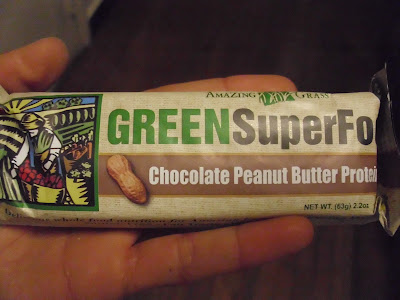 AMAZING GRASS
GREENSuperFo
Chocolate Peanut Butter Protei
NET WT. (63g) 2.2oz